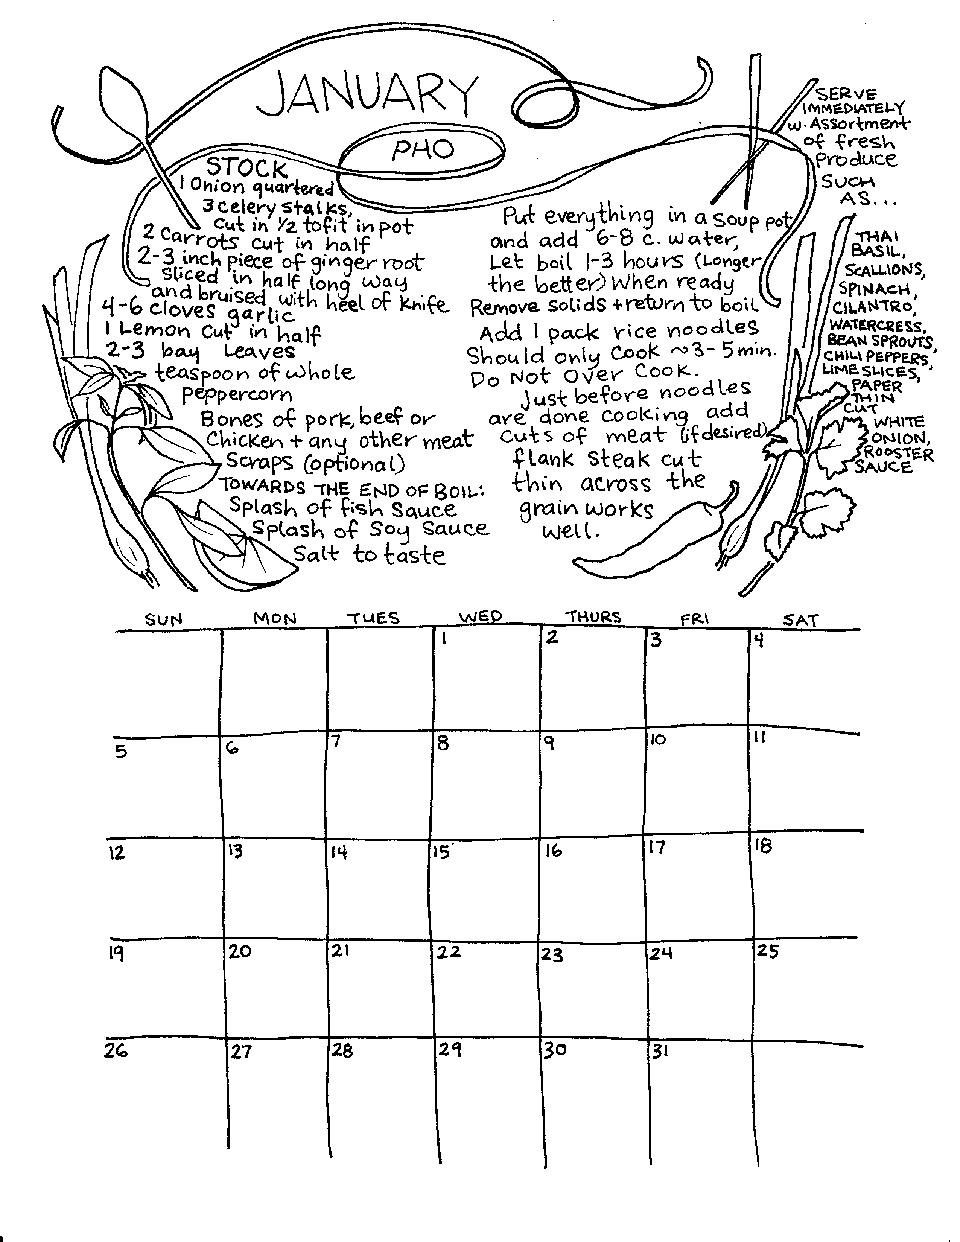 JANUARY
PHO
STOCK
1 Onion quartered
3 celery stalks,
cut in 1/2 to fit in pot
2 carrots cut in half
2-3 inch piece of ginger root
sliced in half long way
and bruised with heel of knife
4-6 cloves garlic
1 Lemon cut in half
2-3 bay Leaves
teaspoon of whole
peppercorn
Bones of pork, beef or
Chicken + any other meat
Scraps (optional)
TOWARDS THE END OF BOIL:
Splash of fish Sauce
Splash of Soy Sauce
Salt to taste
Put everything in a soup pot
and add 6-8 c. water,
Let boil 1-3 hours (Longer
the better) When ready
Remove solids + return to boil
Add 1 pack rice noodles
Should only Cook ~3-5min.
Do Not Over Cook.
Just before noodles
are done cooking add
cuts of meat (if desired)
flank Steak cut
thin across the
grain works
well.
SERVE
IMMEDIATELY
w. Assortment
of fresh
Produce
SUCH
AS...
THAI
BASIL,
SCALLIONS,
SPINACH,
CILANTRO,
WATERCRESS,
BEAN SPROUTS,
CHILI PEPPERS,
LIME SLICES,
PAPER
THIN
CUT
WHITE
ONION,
ROOSTER
SAUCE
SUN MON TUES WED THURS FRI SAT
1 2 3 4
5 6 7 8 9 10 11
12 13 14 15 16 17 18
19 20 21 22 23 24 25
26 27 28 29 30 31